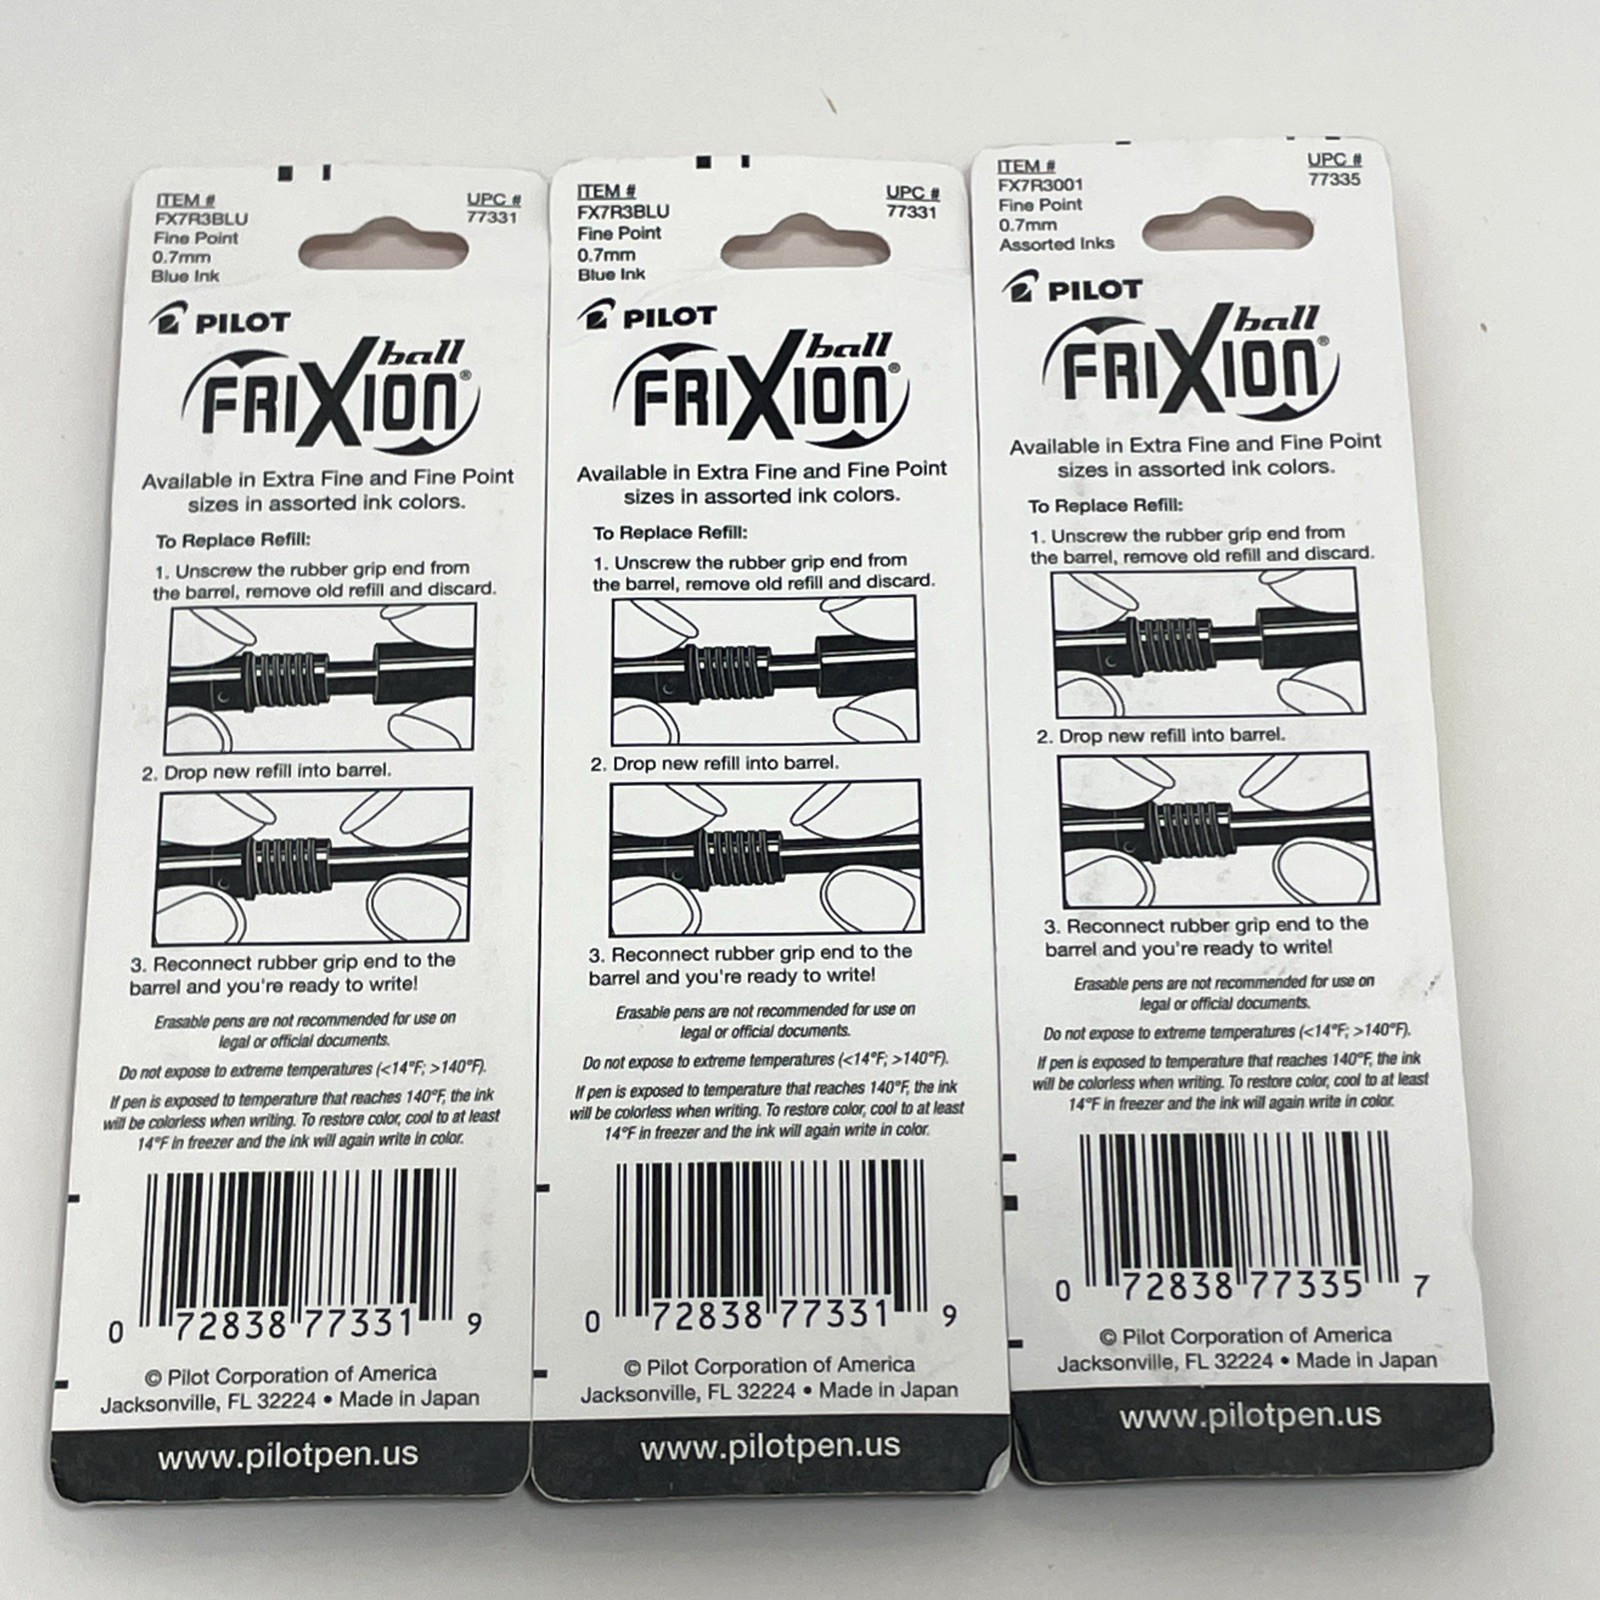 ITEM #
FX7R3BLU
Fine Point
0.7mm
Blue Ink
UPC #
77331
PILOT
ball
FRIXION®
Available in Extra Fine and Fine Point
sizes in assorted ink colors.
To Replace Refill:
1. Unscrew the rubber grip end from
the barrel, remove old refill and discard.
2. Drop new refill into barrel.
3. Reconnect rubber grip end to the
barrel and you're ready to write!
Erasable pens are not recommended for use on
legal or official documents.
Do not expose to extreme temperatures (<14°F; >140°F).
If pen is exposed to temperature that reaches 140°F, the ink
will be colorless when writing. To restore color, cool to at least
14°F in freezer and the ink will again write in color.
0 72838 77331 9
© Pilot Corporation of America
Jacksonville, FL 32224 • Made in Japan
www.pilotpen.us
ITEM #
FX7R3BLU
Fine Point
0.7mm
Blue Ink
UPC #
77331
PILOT
ball
FRIXION®
Available in Extra Fine and Fine Point
sizes in assorted ink colors.
To Replace Refill:
1. Unscrew the rubber grip end from
the barrel, remove old refill and discard.
2. Drop new refill into barrel.
3. Reconnect rubber grip end to the
barrel and you're ready to write!
Erasable pens are not recommended for use on
legal or official documents.
Do not expose to extreme temperatures (<14°F; >140°F).
If pen is exposed to temperature that reaches 140°F, the ink
will be colorless when writing. To restore color, cool to at least
14°F in freezer and the ink will again write in color.
0 72838 77331 9
© Pilot Corporation of America
Jacksonville, FL 32224 • Made in Japan
www.pilotpen.us
ITEM #
FX7R3001
Fine Point
0.7mm
Assorted Inks
UPC #
77335
PILOT
ball
FRIXION®
Available in Extra Fine and Fine Point
sizes in assorted ink colors.
To Replace Refill:
1. Unscrew the rubber grip end from
the barrel, remove old refill and discard.
2. Drop new refill into barrel.
3. Reconnect rubber grip end to the
barrel and you're ready to write!
Erasable pens are not recommended for use on
legal or official documents.
Do not expose to extreme temperatures (<14°F; >140°F).
If pen is exposed to temperature that reaches 140°F, the ink
will be colorless when writing. To restore color, cool to at least
14°F in freezer and the ink will again write in color.
0 72838 77335 7
© Pilot Corporation of America
Jacksonville, FL 32224 • Made in Japan
www.pilotpen.us